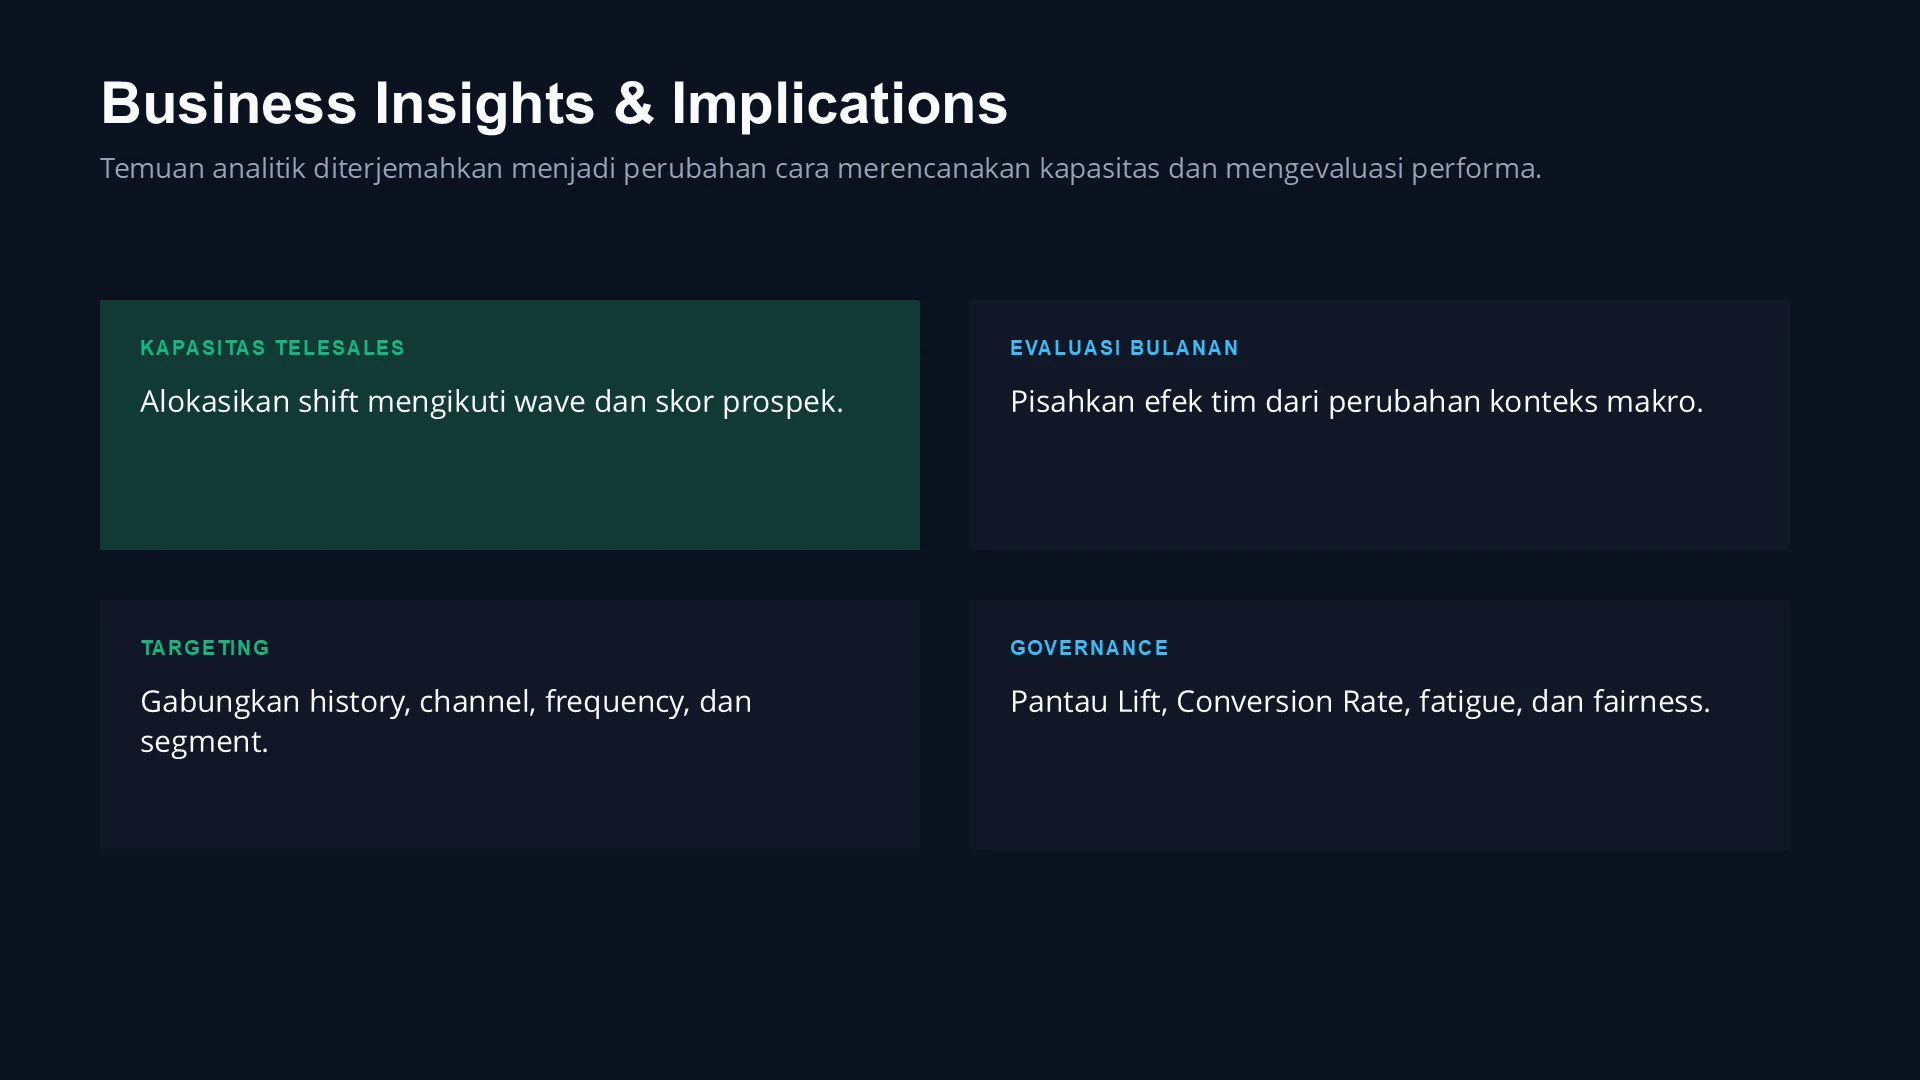 Business Insights & Implications
Temuan analitik diterjemahkan menjadi perubahan cara merencanakan kapasitas dan mengevaluasi performa.
KAPASITAS TELESALES
Alokasikan shift mengikuti wave dan skor prospek.
EVALUASI BULANAN
Pisahkan efek tim dari perubahan konteks makro.
TARGETING
Gabungkan history, channel, frequency, dan
segment.
GOVERNANCE
Pantau Lift, Conversion Rate, fatigue, dan fairness.